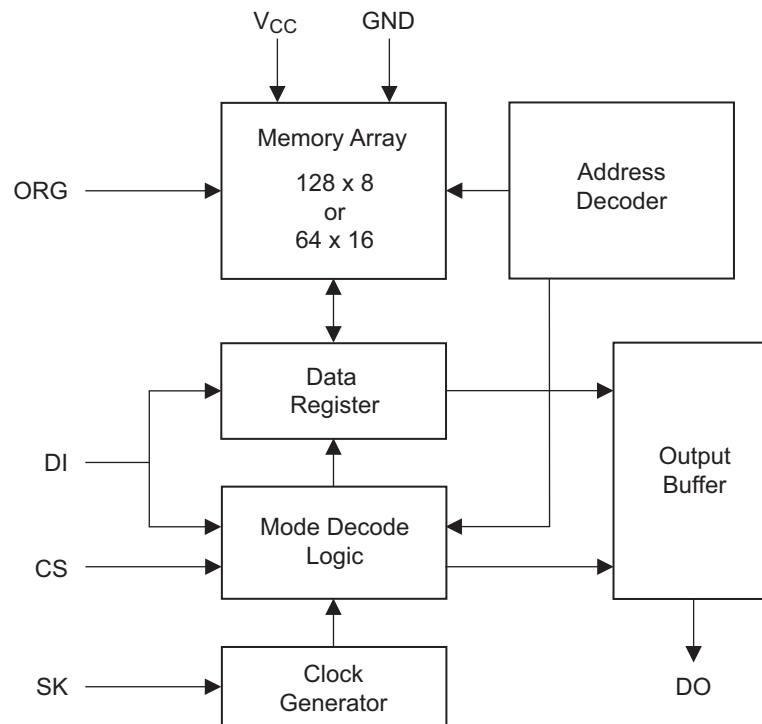 VCC
GND
Memory Array
128 x 8
or
64 x 16
Address
Decoder
ORG
Data
Register
DI
Output
Buffer
Mode Decode
Logic
CS
Clock
Generator
SK
DO